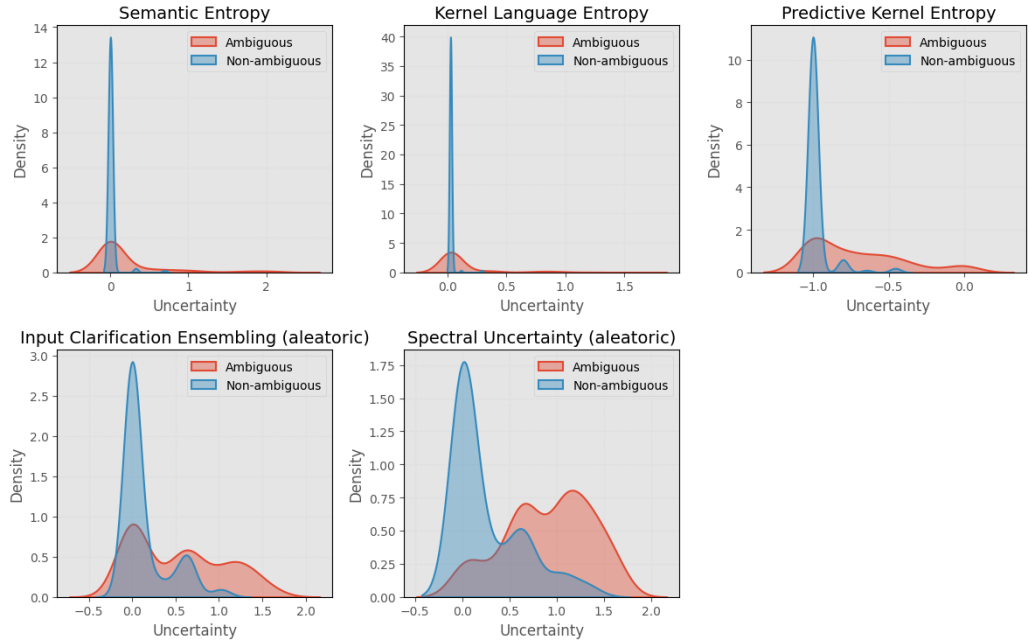 Semantic Entropy
14
12
10
8
6
4
2
0
Density
0
1
2
Uncertainty
Ambiguous
Non-ambiguous
Kernel Language Entropy
40
35
30
25
20
15
10
5
0
Density
0.0
0.5
1.0
1.5
Uncertainty
Ambiguous
Non-ambiguous
Predictive Kernel Entropy
10
8
6
4
2
0
Density
−1.0
−0.5
0.0
Uncertainty
Ambiguous
Non-ambiguous
Input Clarification Ensembling (aleatoric)
3.0
2.5
2.0
1.5
1.0
0.5
0.0
Density
−0.5
0.0
0.5
1.0
1.5
2.0
Uncertainty
Ambiguous
Non-ambiguous
Spectral Uncertainty (aleatoric)
1.75
1.50
1.25
1.00
0.75
0.50
0.25
0.00
Density
−0.5
0.0
0.5
1.0
1.5
2.0
Uncertainty
Ambiguous
Non-ambiguous